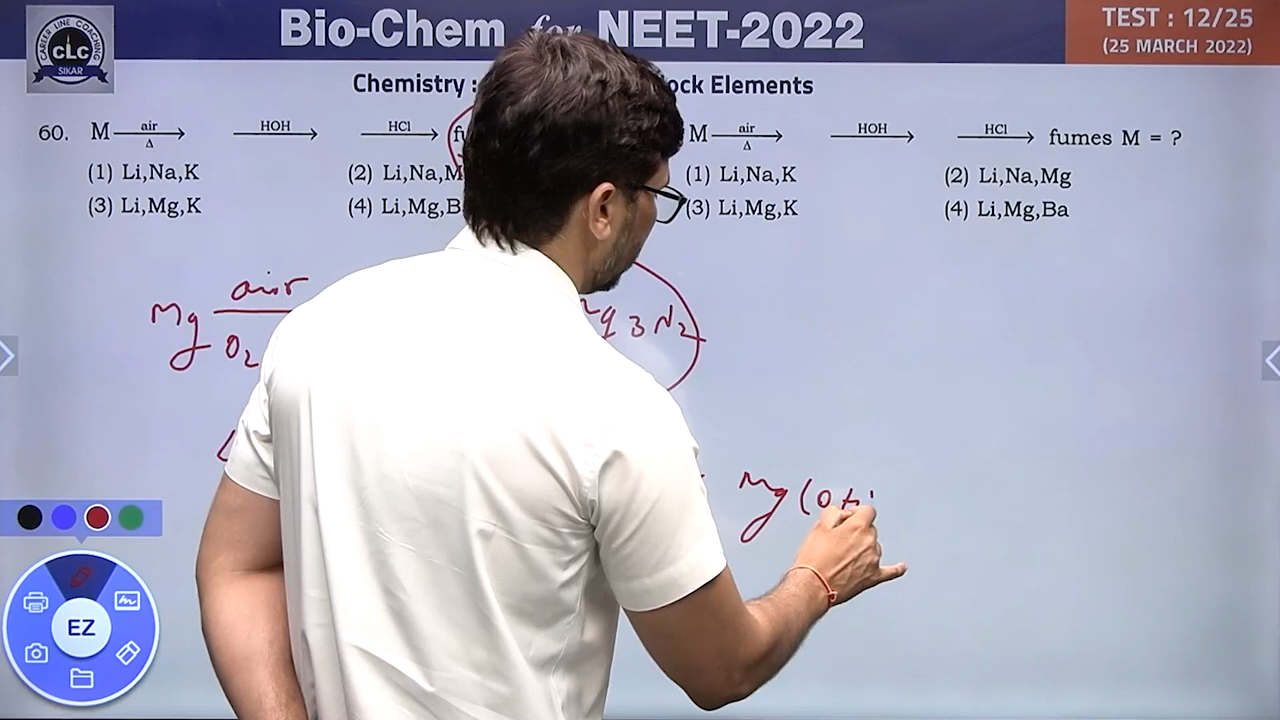 CAREER LINE COACHING
CLC
SIKAR
Bio-Chem for NEET-2022
TEST : 12/25
(25 MARCH 2022)
Chemistry : ock Elements
60. M air Δ HOH HCl fu
(1) Li,Na,K (2) Li,Na,M
(3) Li,Mg,K (4) Li,Mg,B
M air Δ HOH HCl fumes M = ?
(1) Li,Na,K (2) Li,Na,Mg
(3) Li,Mg,K (4) Li,Mg,Ba
Mg air O2 g3N2
Mg(OH
EZ